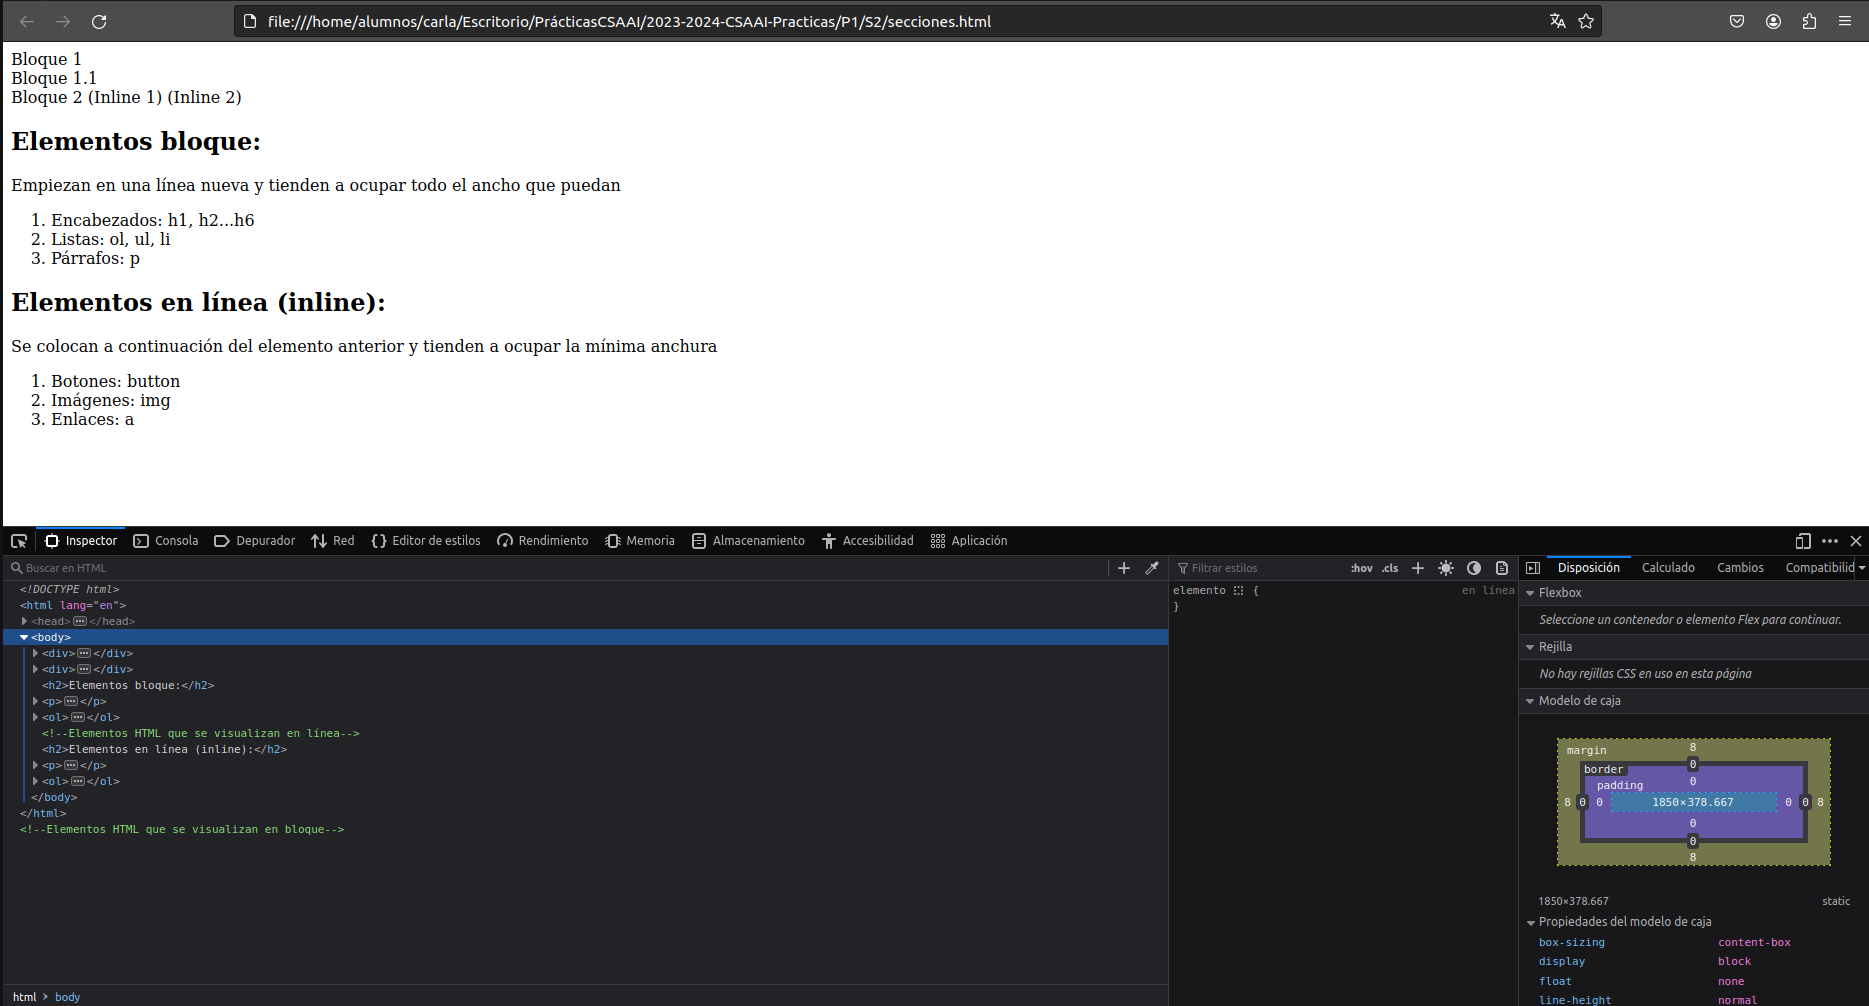 file:///home/alumnos/carla/Escritorio/PrácticasCSAAI/2023-2024-CSAAI-Practicas/P1/S2/secciones.html
Bloque 1
Bloque 1.1
Bloque 2 (Inline 1) (Inline 2)
Elementos bloque:
Empiezan en una línea nueva y tienden a ocupar todo el ancho que puedan
1. Encabezados: h1, h2...h6
2. Listas: ol, ul, li
3. Párrafos: p
Elementos en línea (inline):
Se colocan a continuación del elemento anterior y tienden a ocupar la mínima anchura
1. Botones: button
2. Imágenes: img
3. Enlaces: a
Inspector Consola Depurador Red Editor de estilos Rendimiento Memoria Almacenamiento Accesibilidad Aplicación
Buscar en HTML
<!DOCTYPE html>
<html lang="en">
<head>···</head>
<body>
<div>···</div>
<div>···</div>
<h2>Elementos bloque:</h2>
<p>···</p>
<ol>···</ol>
<!--Elementos HTML que se visualizan en línea-->
<h2>Elementos en línea (inline):</h2>
<p>···</p>
<ol>···</ol>
</body>
</html>
<!--Elementos HTML que se visualizan en bloque-->
html > body
Filtrar estilos :hov .cls
elemento { en línea
}
Disposición Calculado Cambios Compatibilid
Flexbox
Seleccione un contenedor o elemento Flex para continuar.
Rejilla
No hay rejillas CSS en uso en esta página
Modelo de caja
margin 8
border 0
padding 0
8 0 0 1850×378.667 0 0 8
0
0
8
1850×378.667 static
Propiedades del modelo de caja
box-sizing content-box
display block
float none
line-height normal